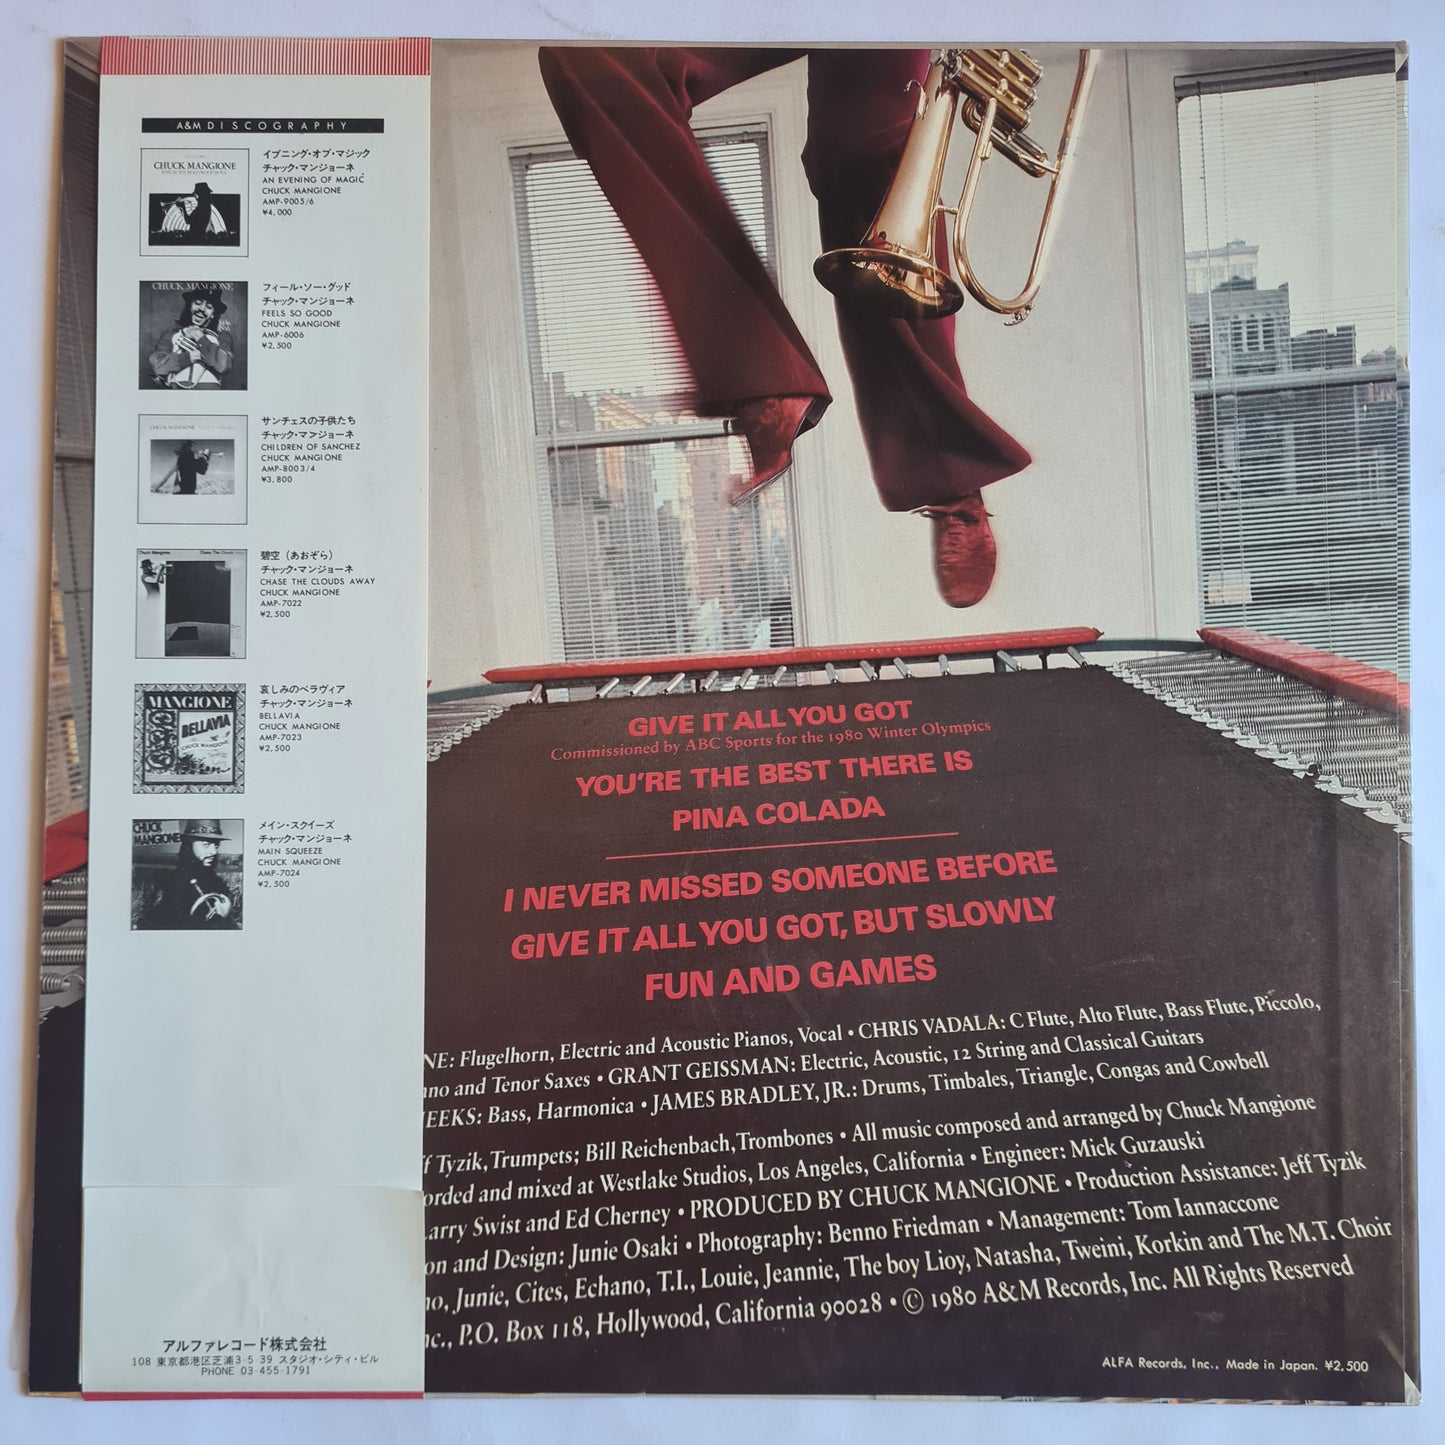 A&M DISCOGRAPHY
CHUCK MANGIONE
イブニング・オブ・マジック
チャック・マンジョーネ
AN EVENING OF MAGIC
CHUCK MANGIONE
AMP-9005/6
¥4,000
CHUCK MANGIONE
フィール・ソー・グッド
チャック・マンジョーネ
FEELS SO GOOD
CHUCK MANGIONE
AMP-6006
¥2,500
CHUCK MANGIONE
サンチェスの子供たち
チャック・マンジョーネ
CHILDREN OF SANCHEZ
CHUCK MANGIONE
AMP-8003/4
¥3,800
Chuck Mangione Chase The Clouds Away
碧空（あおぞら）
チャック・マンジョーネ
CHASE THE CLOUDS AWAY
CHUCK MANGIONE
AMP-7022
¥2,500
MANGIONE
BELLAVIA
CHUCK MANGIONE
哀しみのベラヴィア
チャック・マンジョーネ
BELLAVIA
CHUCK MANGIONE
AMP-7023
¥2,500
CHUCK
MANGIONE
メイン・スクイーズ
チャック・マンジョーネ
MAIN SQUEEZE
CHUCK MANGIONE
AMP-7024
¥2,500
アルファレコード株式会社
108 東京都港区芝浦3-5-39 スタジオ・シティ・ビル
PHONE 03-455-1791
GIVE IT ALL YOU GOT
Commissioned by ABC Sports for the 1980 Winter Olympics
YOU'RE THE BEST THERE IS
PINA COLADA
I NEVER MISSED SOMEONE BEFORE
GIVE IT ALL YOU GOT, BUT SLOWLY
FUN AND GAMES
NE: Flugelhorn, Electric and Acoustic Pianos, Vocal • CHRIS VADALA: C Flute, Alto Flute, Bass Flute, Piccolo,
no and Tenor Saxes • GRANT GEISSMAN: Electric, Acoustic, 12 String and Classical Guitars
EEKS: Bass, Harmonica • JAMES BRADLEY, JR.: Drums, Timbales, Triangle, Congas and Cowbell
ff Tyzik, Trumpets; Bill Reichenbach, Trombones • All music composed and arranged by Chuck Mangione
orded and mixed at Westlake Studios, Los Angeles, California • Engineer: Mick Guzauski
Larry Swist and Ed Cherney • PRODUCED BY CHUCK MANGIONE • Production Assistance: Jeff Tyzik
on and Design: Junie Osaki • Photography: Benno Friedman • Management: Tom Iannaccone
no, Junie, Cites, Echano, T.I., Louie, Jeannie, The boy Lioy, Natasha, Tweini, Korkin and The M.T. Choir
nc., P.O. Box 118, Hollywood, California 90028 • © 1980 A&M Records, Inc. All Rights Reserved
ALFA Records, Inc., Made in Japan. ¥2,500